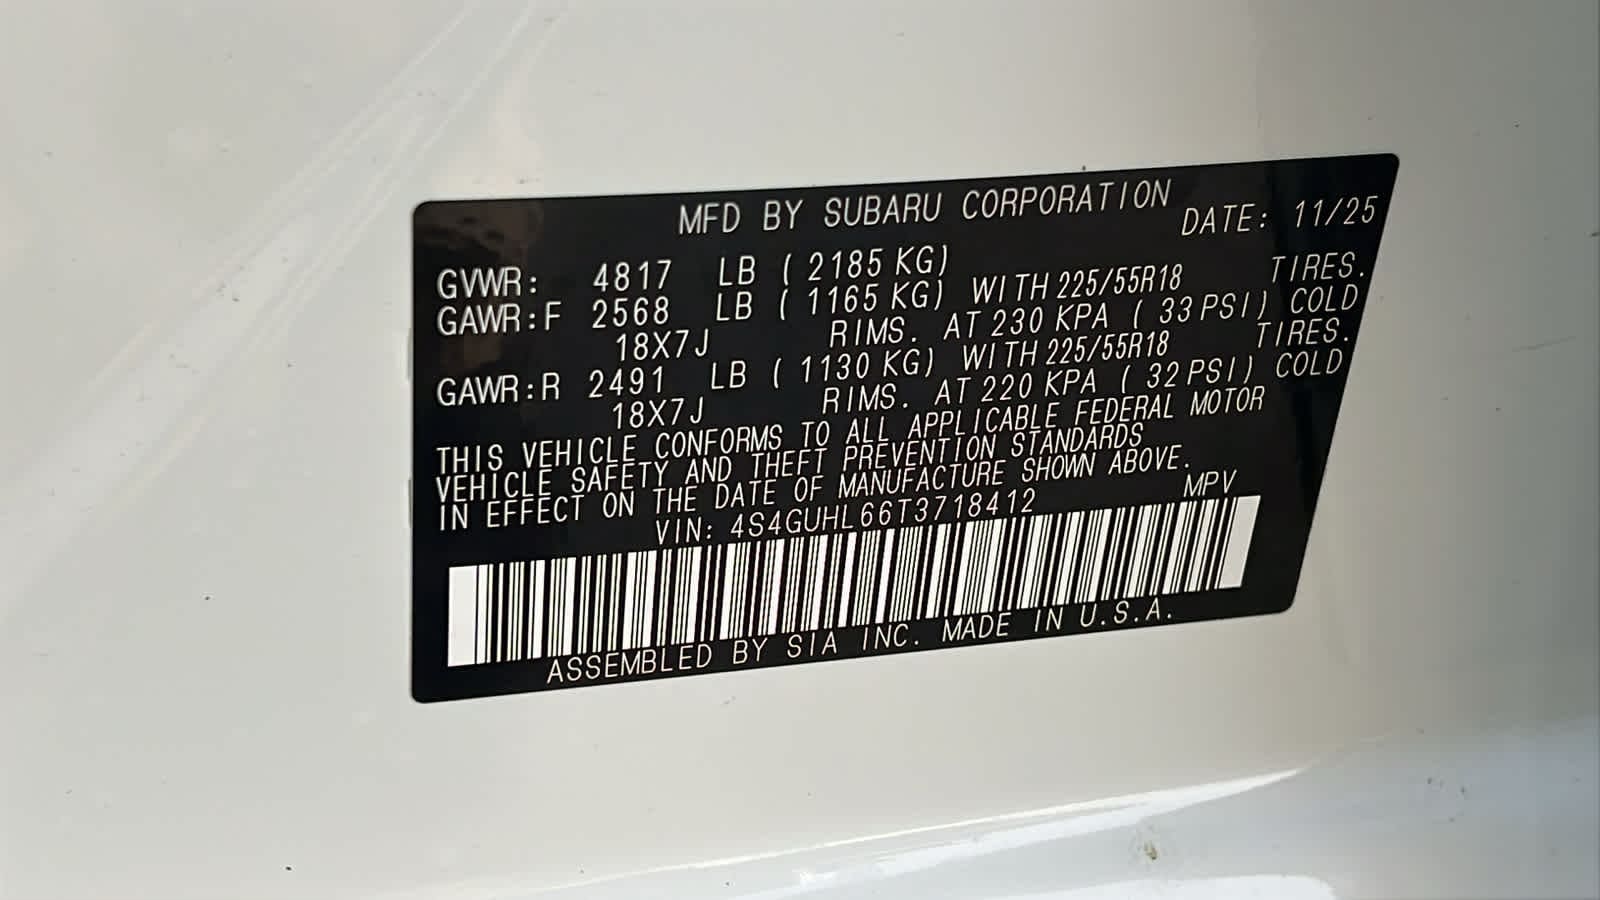 MFD BY SUBARU CORPORATION DATE: 11/25
GVWR: 4817 LB ( 2185 KG)
GAWR:F 2568 LB ( 1165 KG) WITH 225/55R18 TIRES.
18X7J RIMS. AT 230 KPA ( 33 PSI) COLD
GAWR:R 2491 LB ( 1130 KG) WITH 225/55R18 TIRES.
18X7J RIMS. AT 220 KPA ( 32 PSI) COLD
THIS VEHICLE CONFORMS TO ALL APPLICABLE FEDERAL MOTOR
VEHICLE SAFETY AND THEFT PREVENTION STANDARDS
IN EFFECT ON THE DATE OF MANUFACTURE SHOWN ABOVE.
VIN: 4S4GUHL66T3718412 MPV
ASSEMBLED BY SIA INC. MADE IN U.S.A.